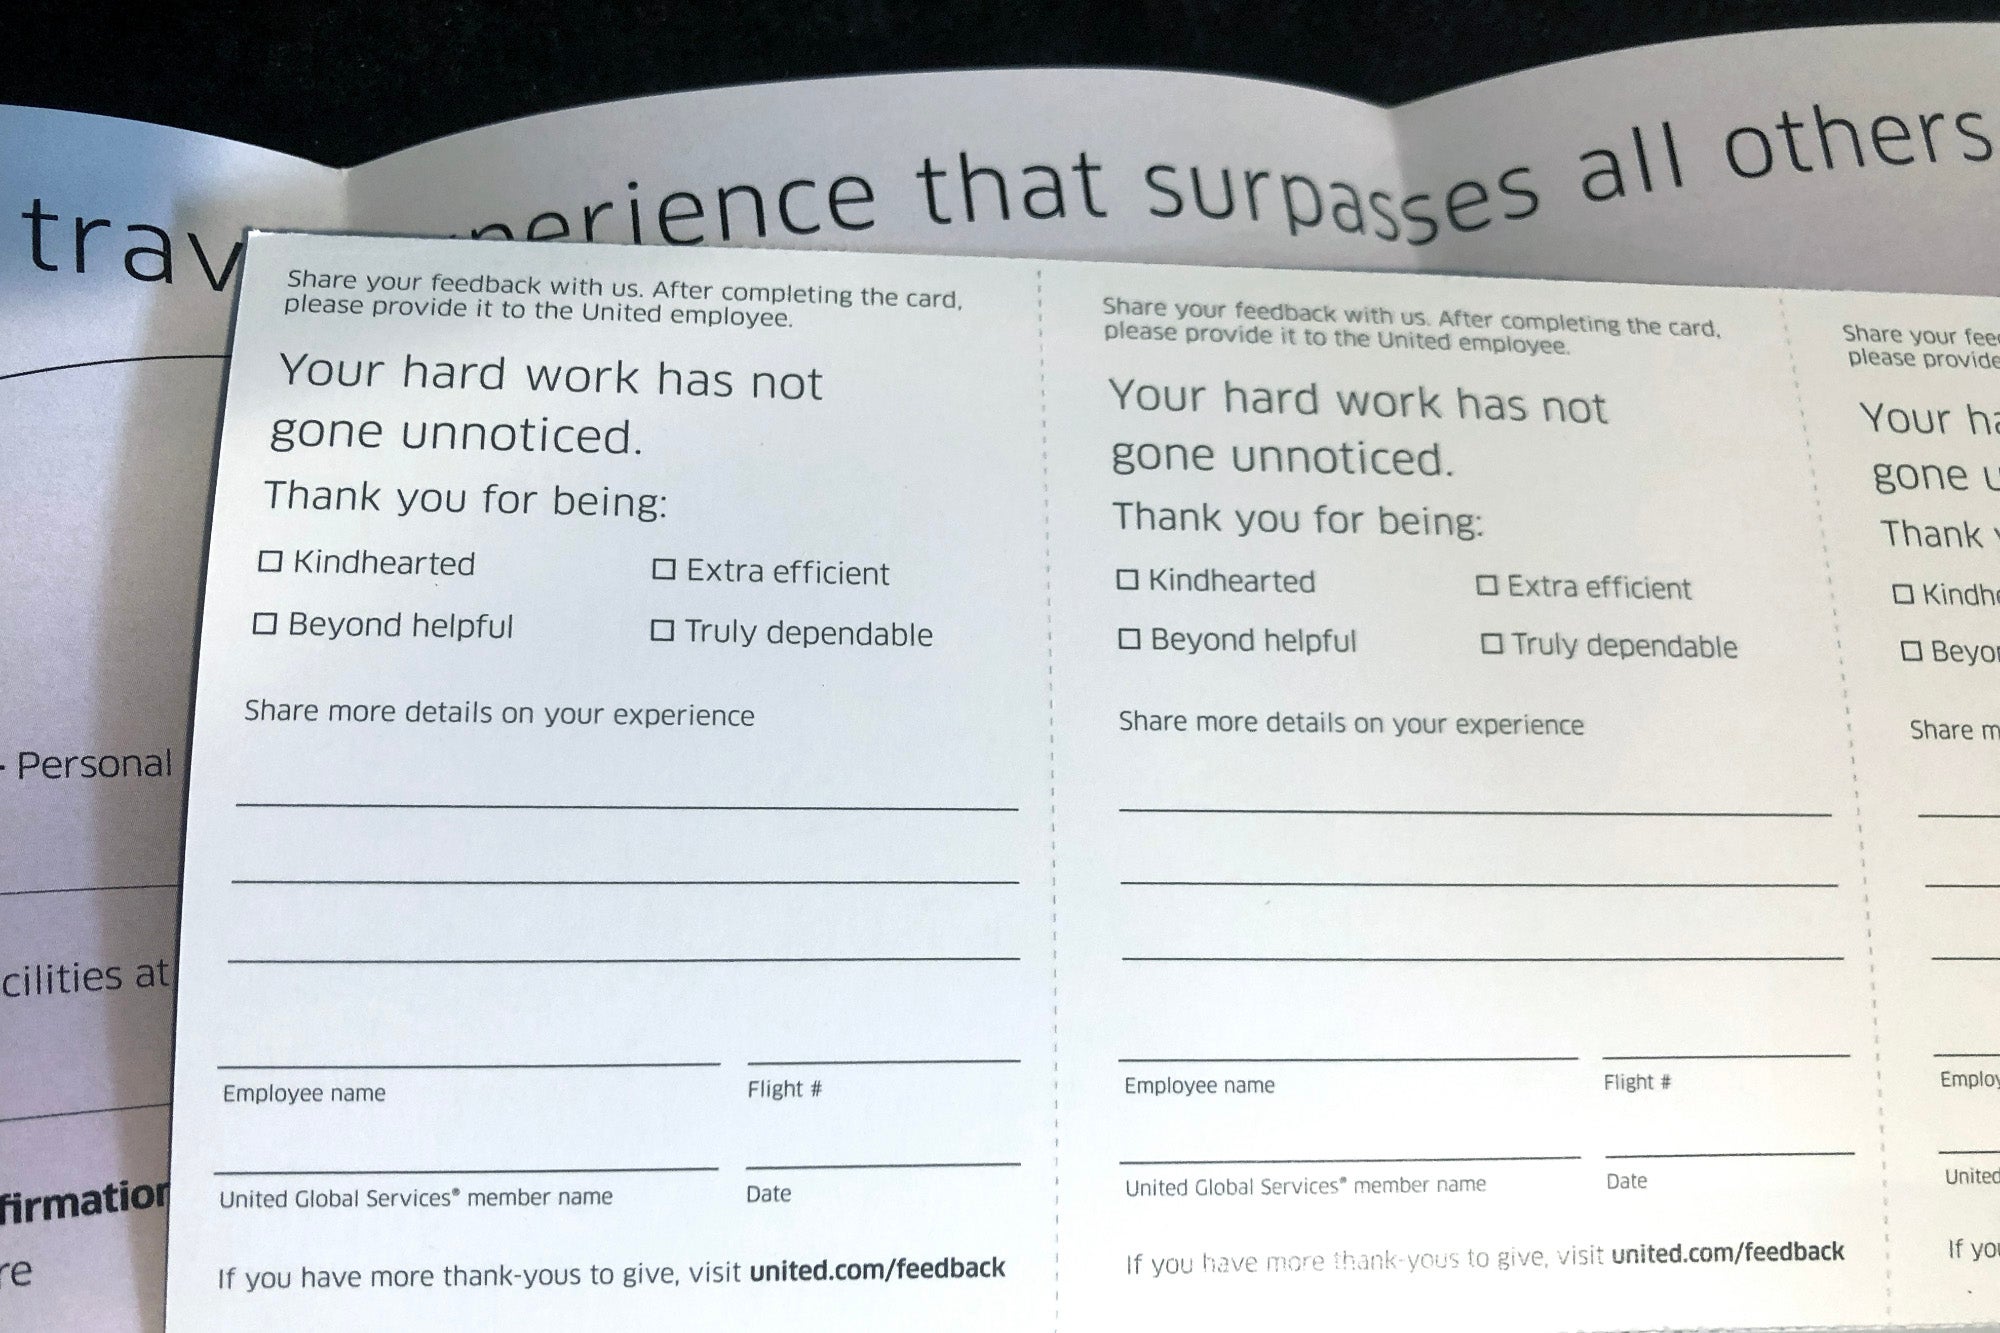 trav perience that surpasses all others
Share your feedback with us. After completing the card,
please provide it to the United employee.
Your hard work has not
gone unnoticed.
Thank you for being:
Kindhearted
Extra efficient
Beyond helpful
Truly dependable
Share more details on your experience
Employee name
Flight #
United Global Services® member name
Date
If you have more thank-yous to give, visit united.com/feedback
Share your feedback with us. After completing the card,
please provide it to the United employee.
Your hard work has not
gone unnoticed.
Thank you for being:
Kindhearted
Extra efficient
Beyond helpful
Truly dependable
Share more details on your experience
Employee name
Flight #
United Global Services® member name
Date
If you have more thank-yous to give, visit united.com/feedback
Share your fee
please provide
Your ha
gone u
Thank
Kindhe
Beyo
Share m
Employ
United
If you
- Personal
cilities at
firmation
re